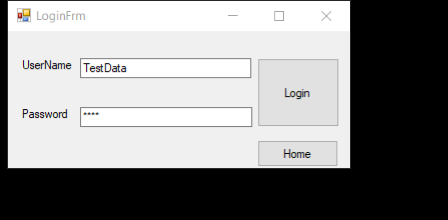 LoginFrm
UserName TestData
Login
Password ****
Home